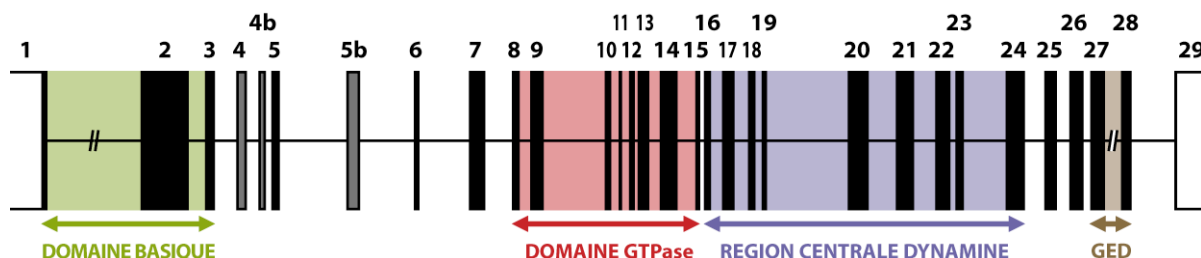 4b 11 13 16 19 23 26 28
1 2 3 4 5 5b 6 7 8 9 10 12 14 15 17 18 20 21 22 24 25 27 29
// //
DOMAINE BASIQUE DOMAINE GTPase REGION CENTRALE DYNAMINE GED